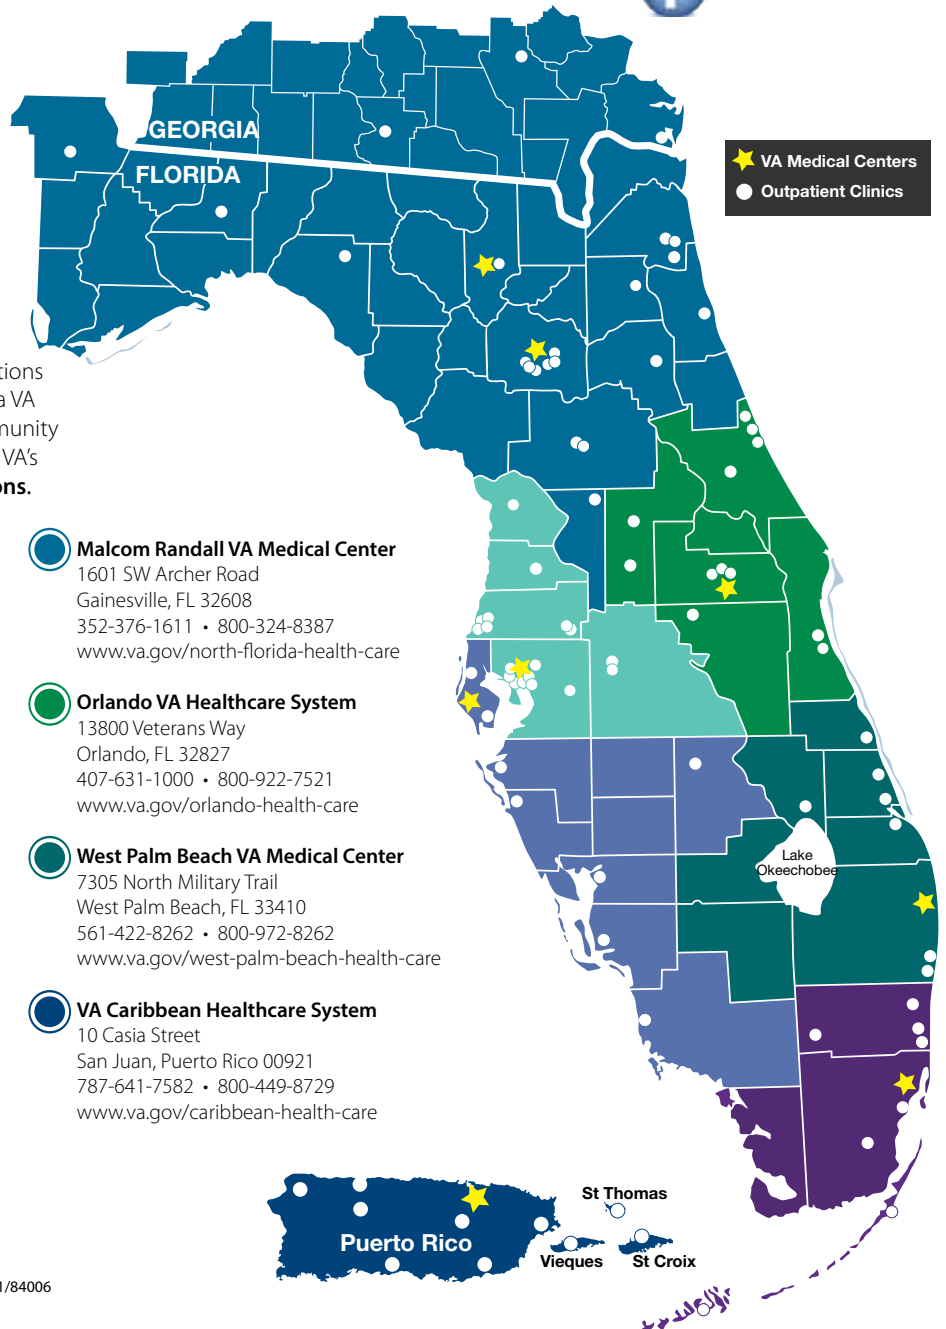 GEORGIA
FLORIDA
VA Medical Centers
Outpatient Clinics
tions
a VA
munity
VA's
ons.
Malcom Randall VA Medical Center
1601 SW Archer Road
Gainesville, FL 32608
352-376-1611 • 800-324-8387
www.va.gov/north-florida-health-care
Orlando VA Healthcare System
13800 Veterans Way
Orlando, FL 32827
407-631-1000 • 800-922-7521
www.va.gov/orlando-health-care
West Palm Beach VA Medical Center
7305 North Military Trail
West Palm Beach, FL 33410
561-422-8262 • 800-972-8262
www.va.gov/west-palm-beach-health-care
VA Caribbean Healthcare System
10 Casia Street
San Juan, Puerto Rico 00921
787-641-7582 • 800-449-8729
www.va.gov/caribbean-health-care
Lake
Okeechobee
Puerto Rico
St Thomas
Vieques
St Croix
1/84006